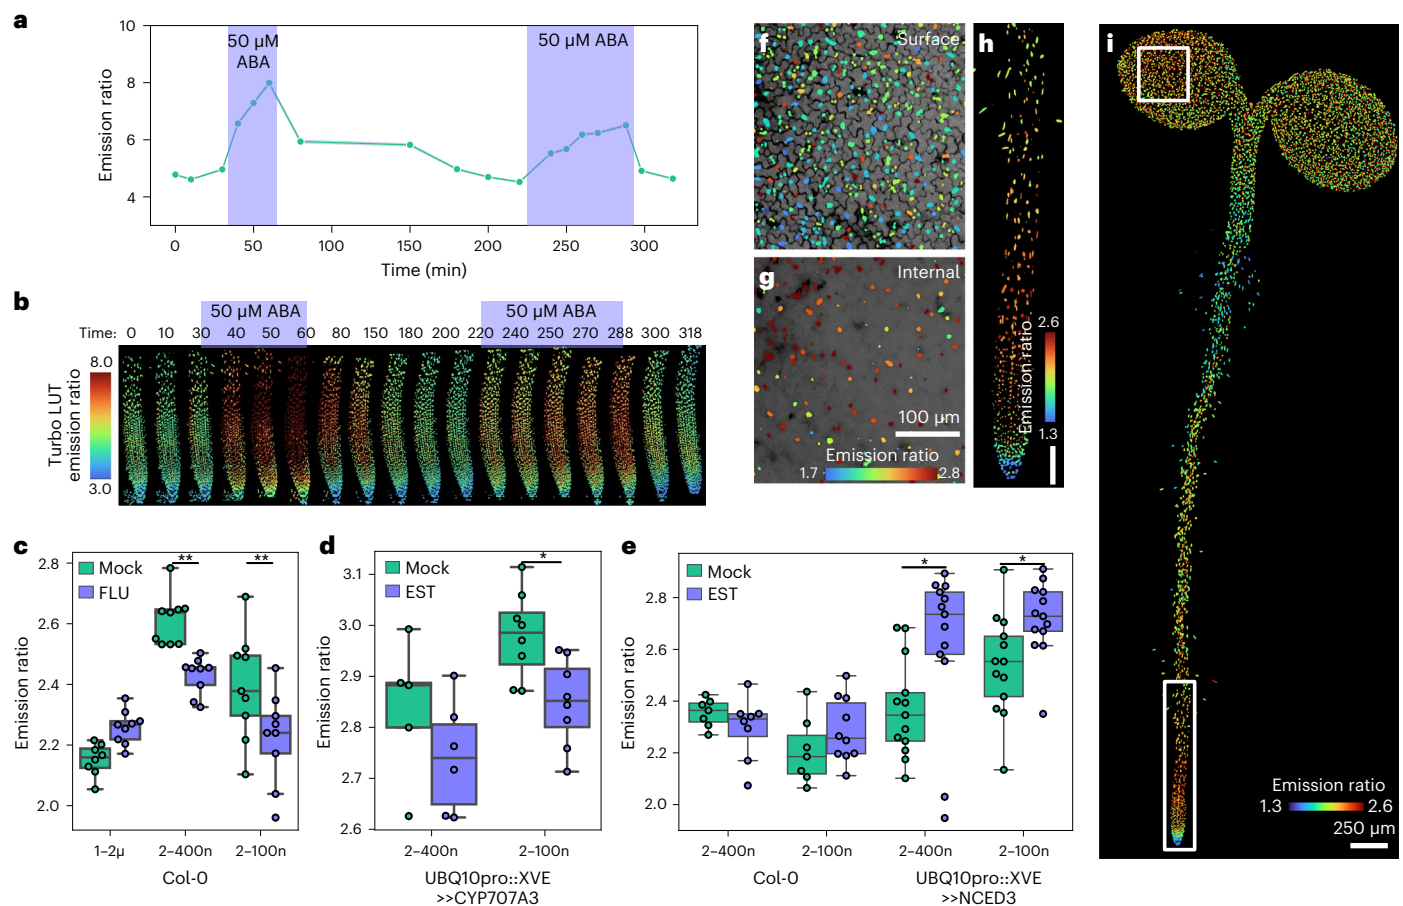 a
10
8
6
4
Emission ratio
50 µM
ABA
50 µM ABA
0
50
100
150
200
250
300
Time (min)
b
50 µM ABA
50 µM ABA
Time: 0 10 30 40 50 60 80 150 180 200 220 240 250 270 288 300 318
8.0
3.0
Turbo LUT
emission ratio
c
Mock
FLU
**
**
2.8
2.6
2.4
2.2
2.0
Emission ratio
1–2µ
2–400n
2–100n
Col-0
d
Mock
EST
*
3.1
3.0
2.9
2.8
2.7
2.6
Emission ratio
2–400n
2–100n
UBQ10pro::XVE
>>CYP707A3
e
Mock
EST
*
*
2.8
2.6
2.4
2.2
2.0
Emission ratio
2–400n
2–100n
2–400n
2–100n
Col-0
UBQ10pro::XVE
>>NCED3
f
Surface
g
Internal
100 µm
Emission ratio
1.7
2.8
h
2.6
Emission ratio
1.3
i
Emission ratio
1.3
2.6
250 µm